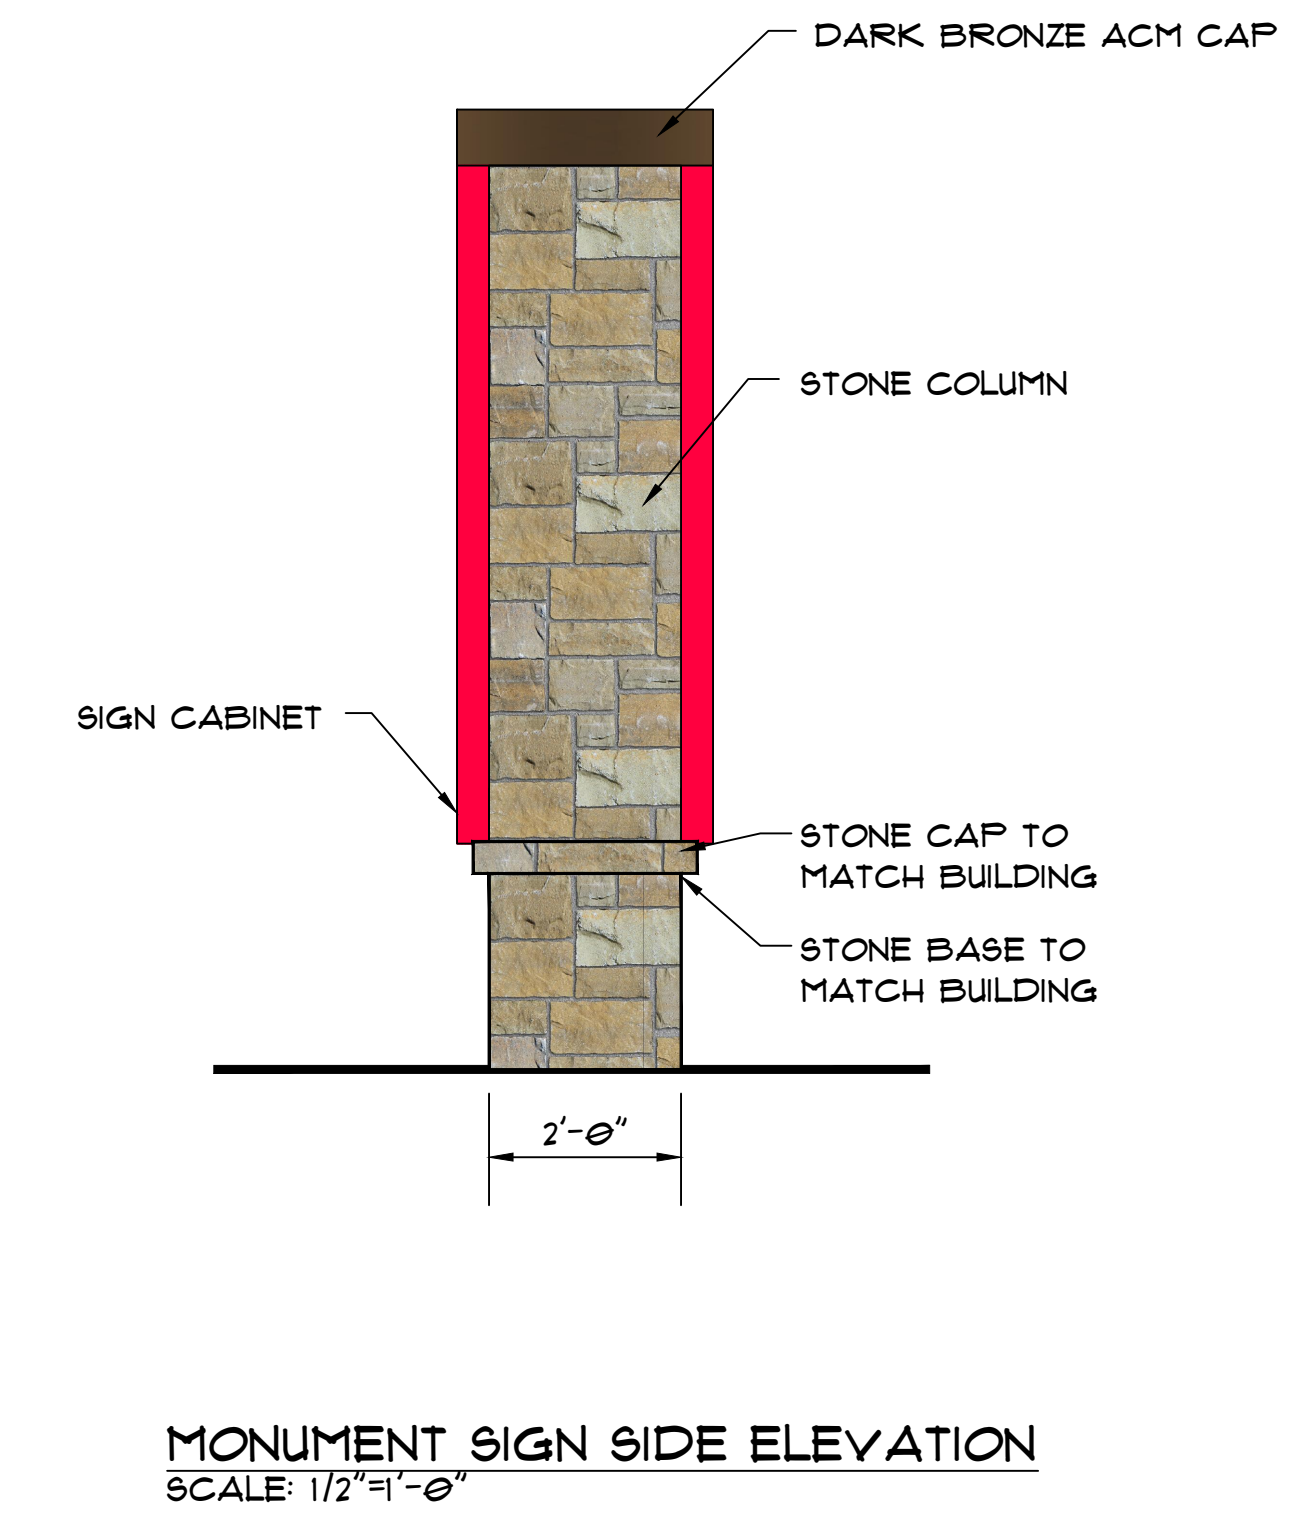 DARK BRONZE ACM CAP
STONE COLUMN
SIGN CABINET
STONE CAP TO
MATCH BUILDING
STONE BASE TO
MATCH BUILDING
2'-0"
MONUMENT SIGN SIDE ELEVATION
SCALE: 1/2"=1'-0"